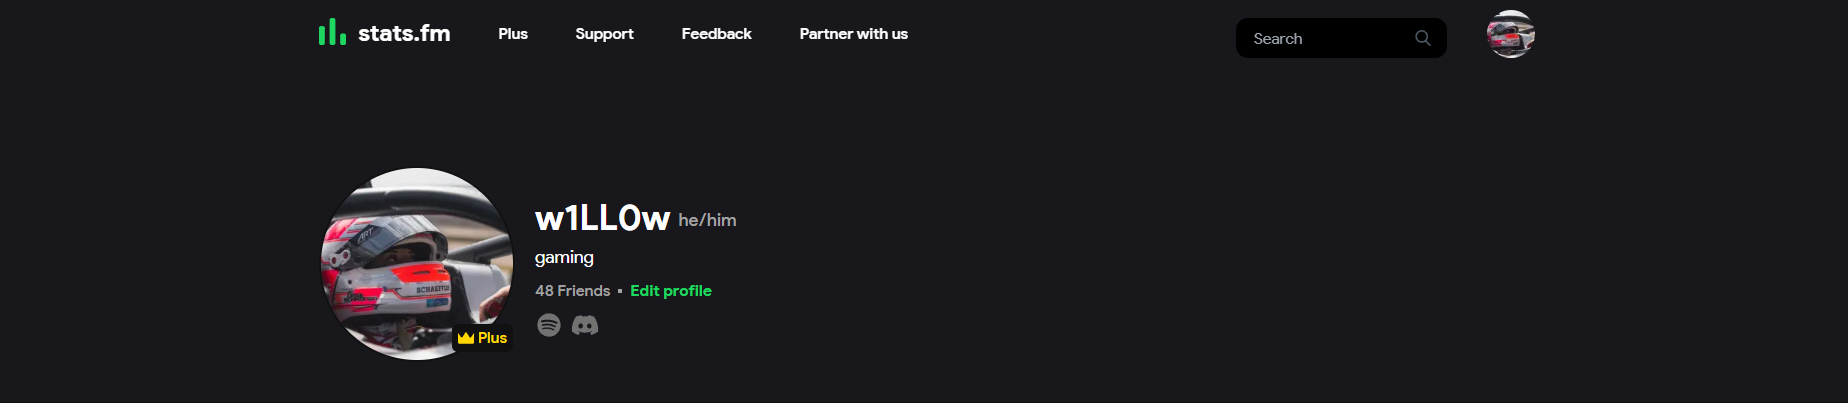 stats.fm
Plus
Support
Feedback
Partner with us
Search
w1LL0w he/him
gaming
48 Friends • Edit profile
Plus
ART
SCHAEFFLER